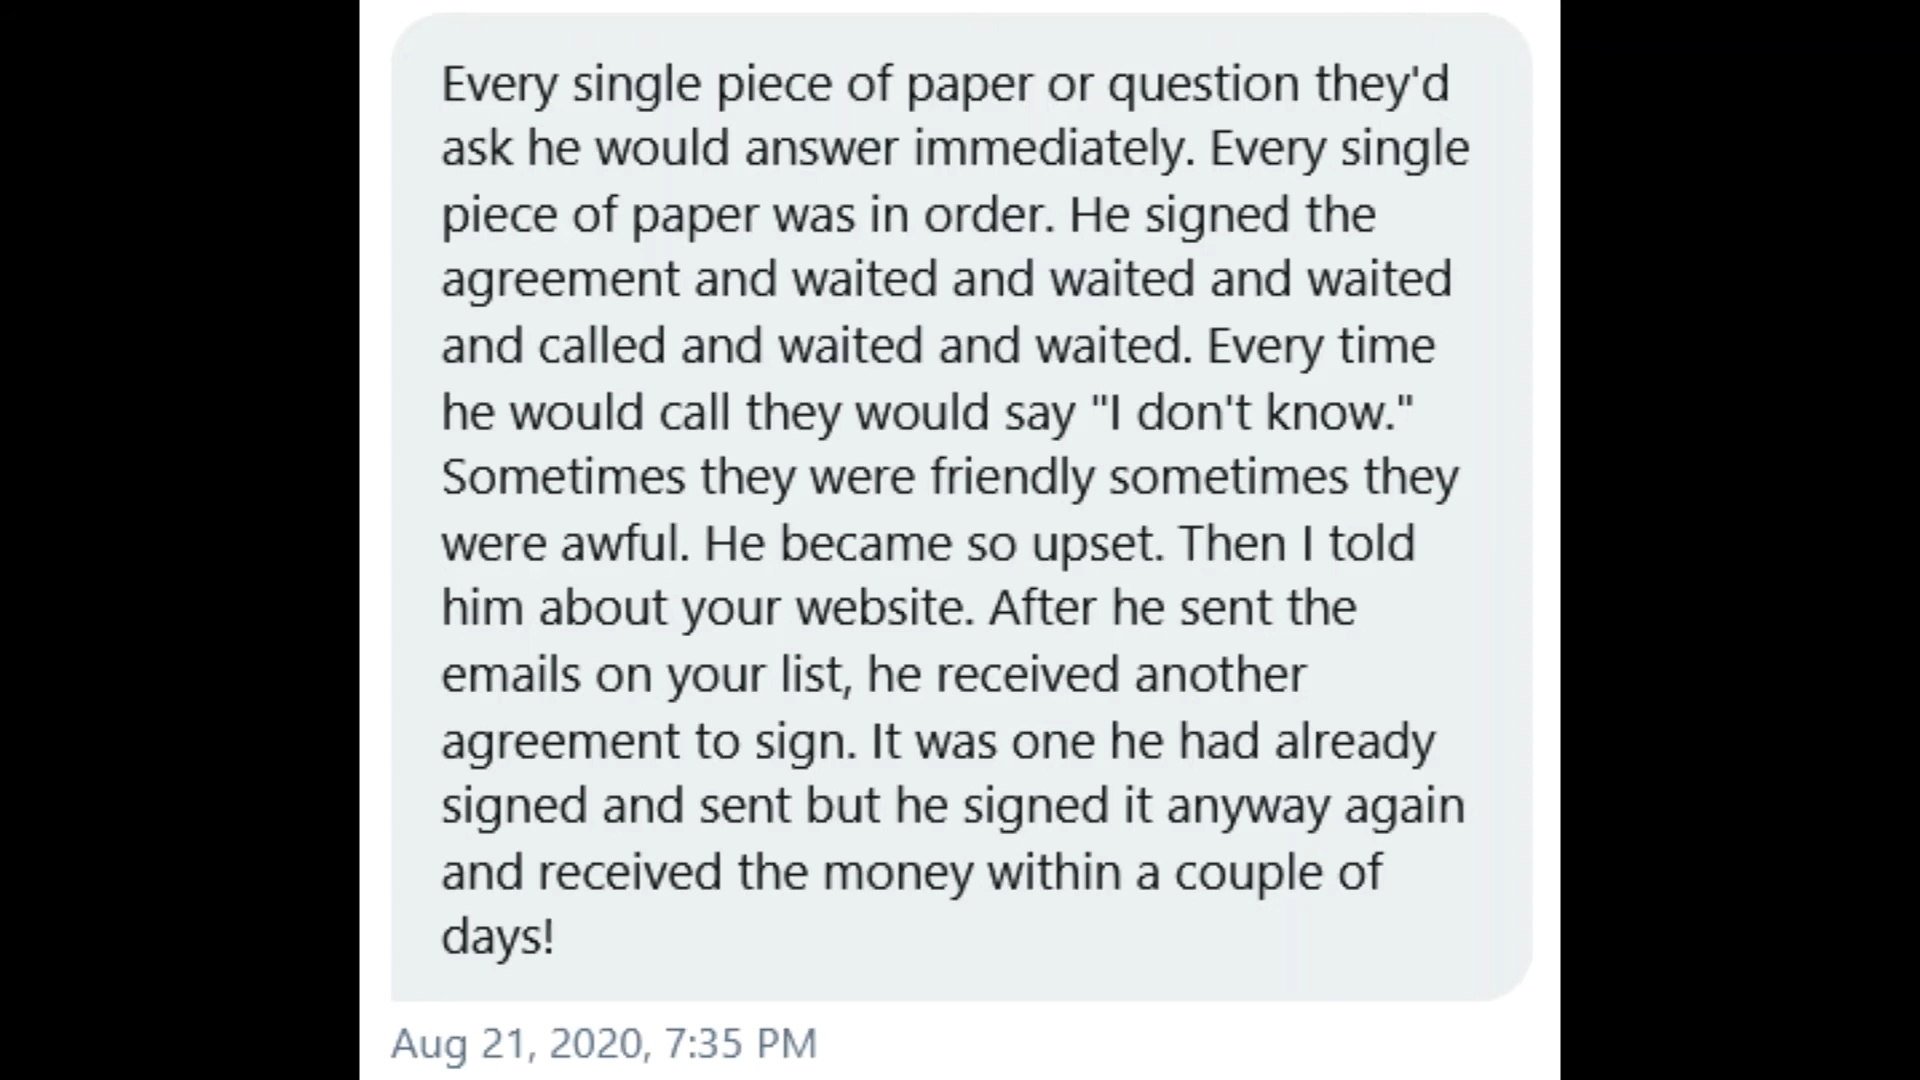 Every single piece of paper or question they'd
ask he would answer immediately. Every single
piece of paper was in order. He signed the
agreement and waited and waited and waited
and called and waited and waited. Every time
he would call they would say "I don't know."
Sometimes they were friendly sometimes they
were awful. He became so upset. Then I told
him about your website. After he sent the
emails on your list, he received another
agreement to sign. It was one he had already
signed and sent but he signed it anyway again
and received the money within a couple of
days!
Aug 21, 2020, 7:35 PM